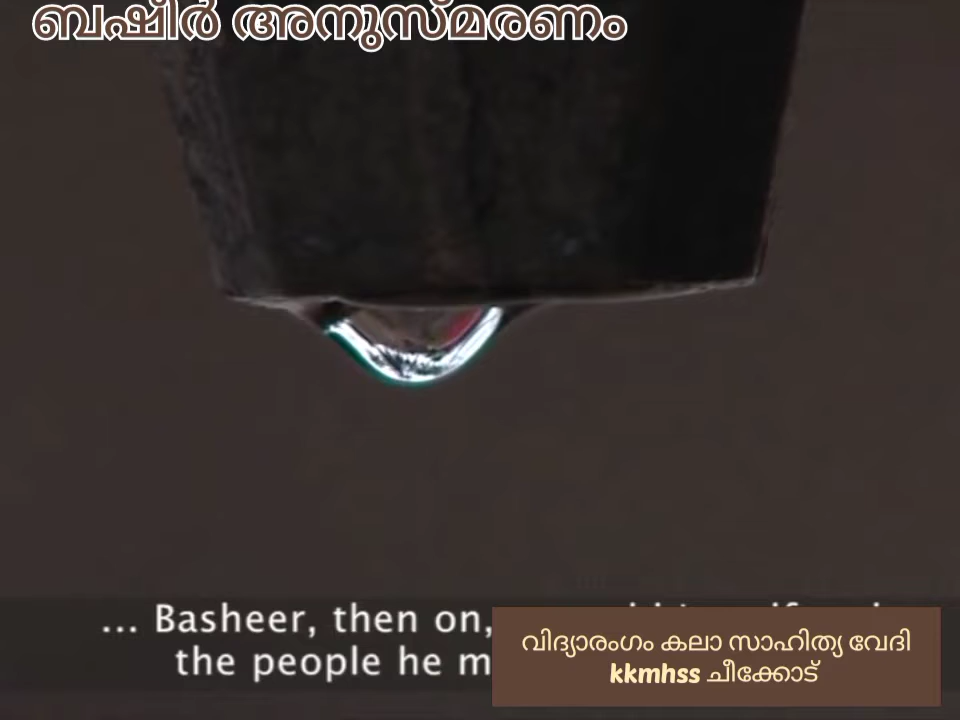 ബഷീർ അനുസ്മരണം
... Basheer, then on,
the people he
വിദ്യാരംഗം കലാ സാഹിത്യ വേദി
kkmhss ചീക്കോട്